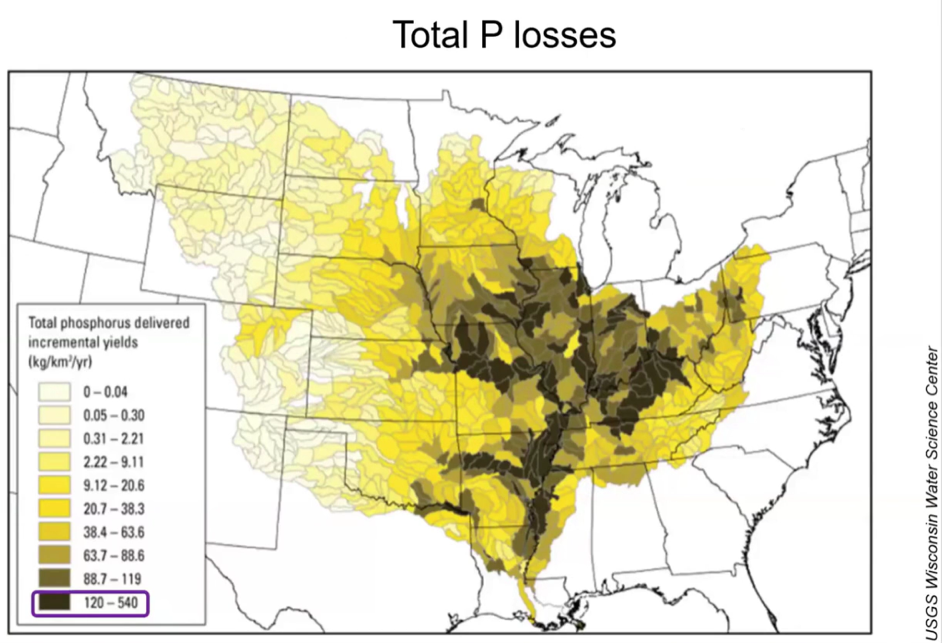 Total P losses
Total phosphorus delivered
incremental yields
(kg/km²/yr)
0 – 0.04
0.05 – 0.30
0.31 – 2.21
2.22 – 9.11
9.12 – 20.6
20.7 – 38.3
38.4 – 63.6
63.7 – 88.6
88.7 – 119
120 – 540
USGS Wisconsin Water Science Center